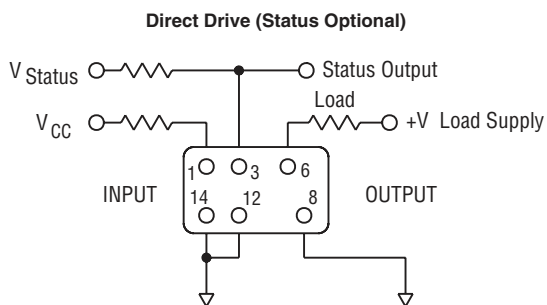 Direct Drive (Status Optional)
V Status
Status Output
Load
V CC
+V Load Supply
1
3
6
INPUT
14
12
8
OUTPUT